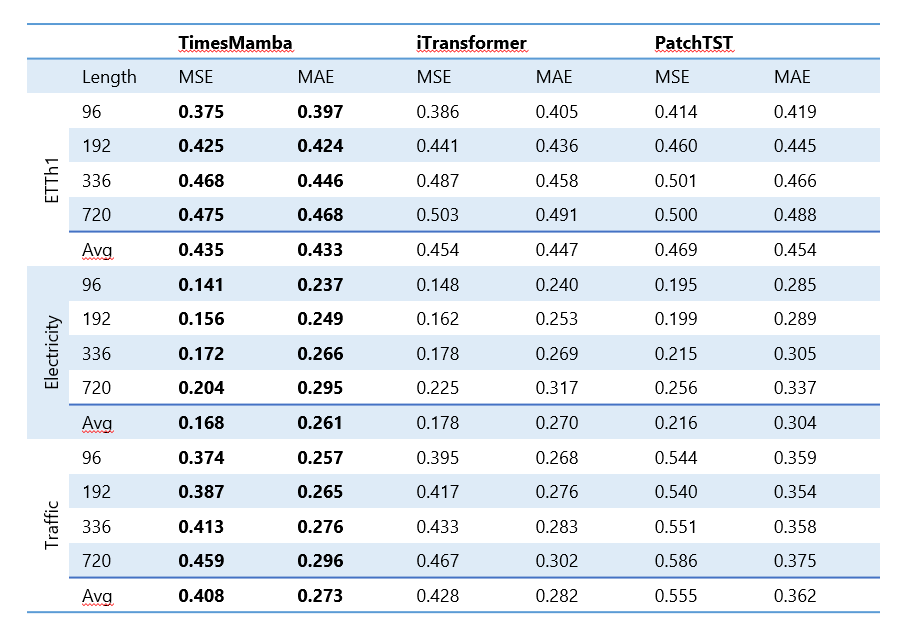 TimesMamba iTransformer PatchTST
Length MSE MAE MSE MAE MSE MAE
ETTh1
96 0.375 0.397 0.386 0.405 0.414 0.419
192 0.425 0.424 0.441 0.436 0.460 0.445
336 0.468 0.446 0.487 0.458 0.501 0.466
720 0.475 0.468 0.503 0.491 0.500 0.488
Avg 0.435 0.433 0.454 0.447 0.469 0.454
Electricity
96 0.141 0.237 0.148 0.240 0.195 0.285
192 0.156 0.249 0.162 0.253 0.199 0.289
336 0.172 0.266 0.178 0.269 0.215 0.305
720 0.204 0.295 0.225 0.317 0.256 0.337
Avg 0.168 0.261 0.178 0.270 0.216 0.304
Traffic
96 0.374 0.257 0.395 0.268 0.544 0.359
192 0.387 0.265 0.417 0.276 0.540 0.354
336 0.413 0.276 0.433 0.283 0.551 0.358
720 0.459 0.296 0.467 0.302 0.586 0.375
Avg 0.408 0.273 0.428 0.282 0.555 0.362